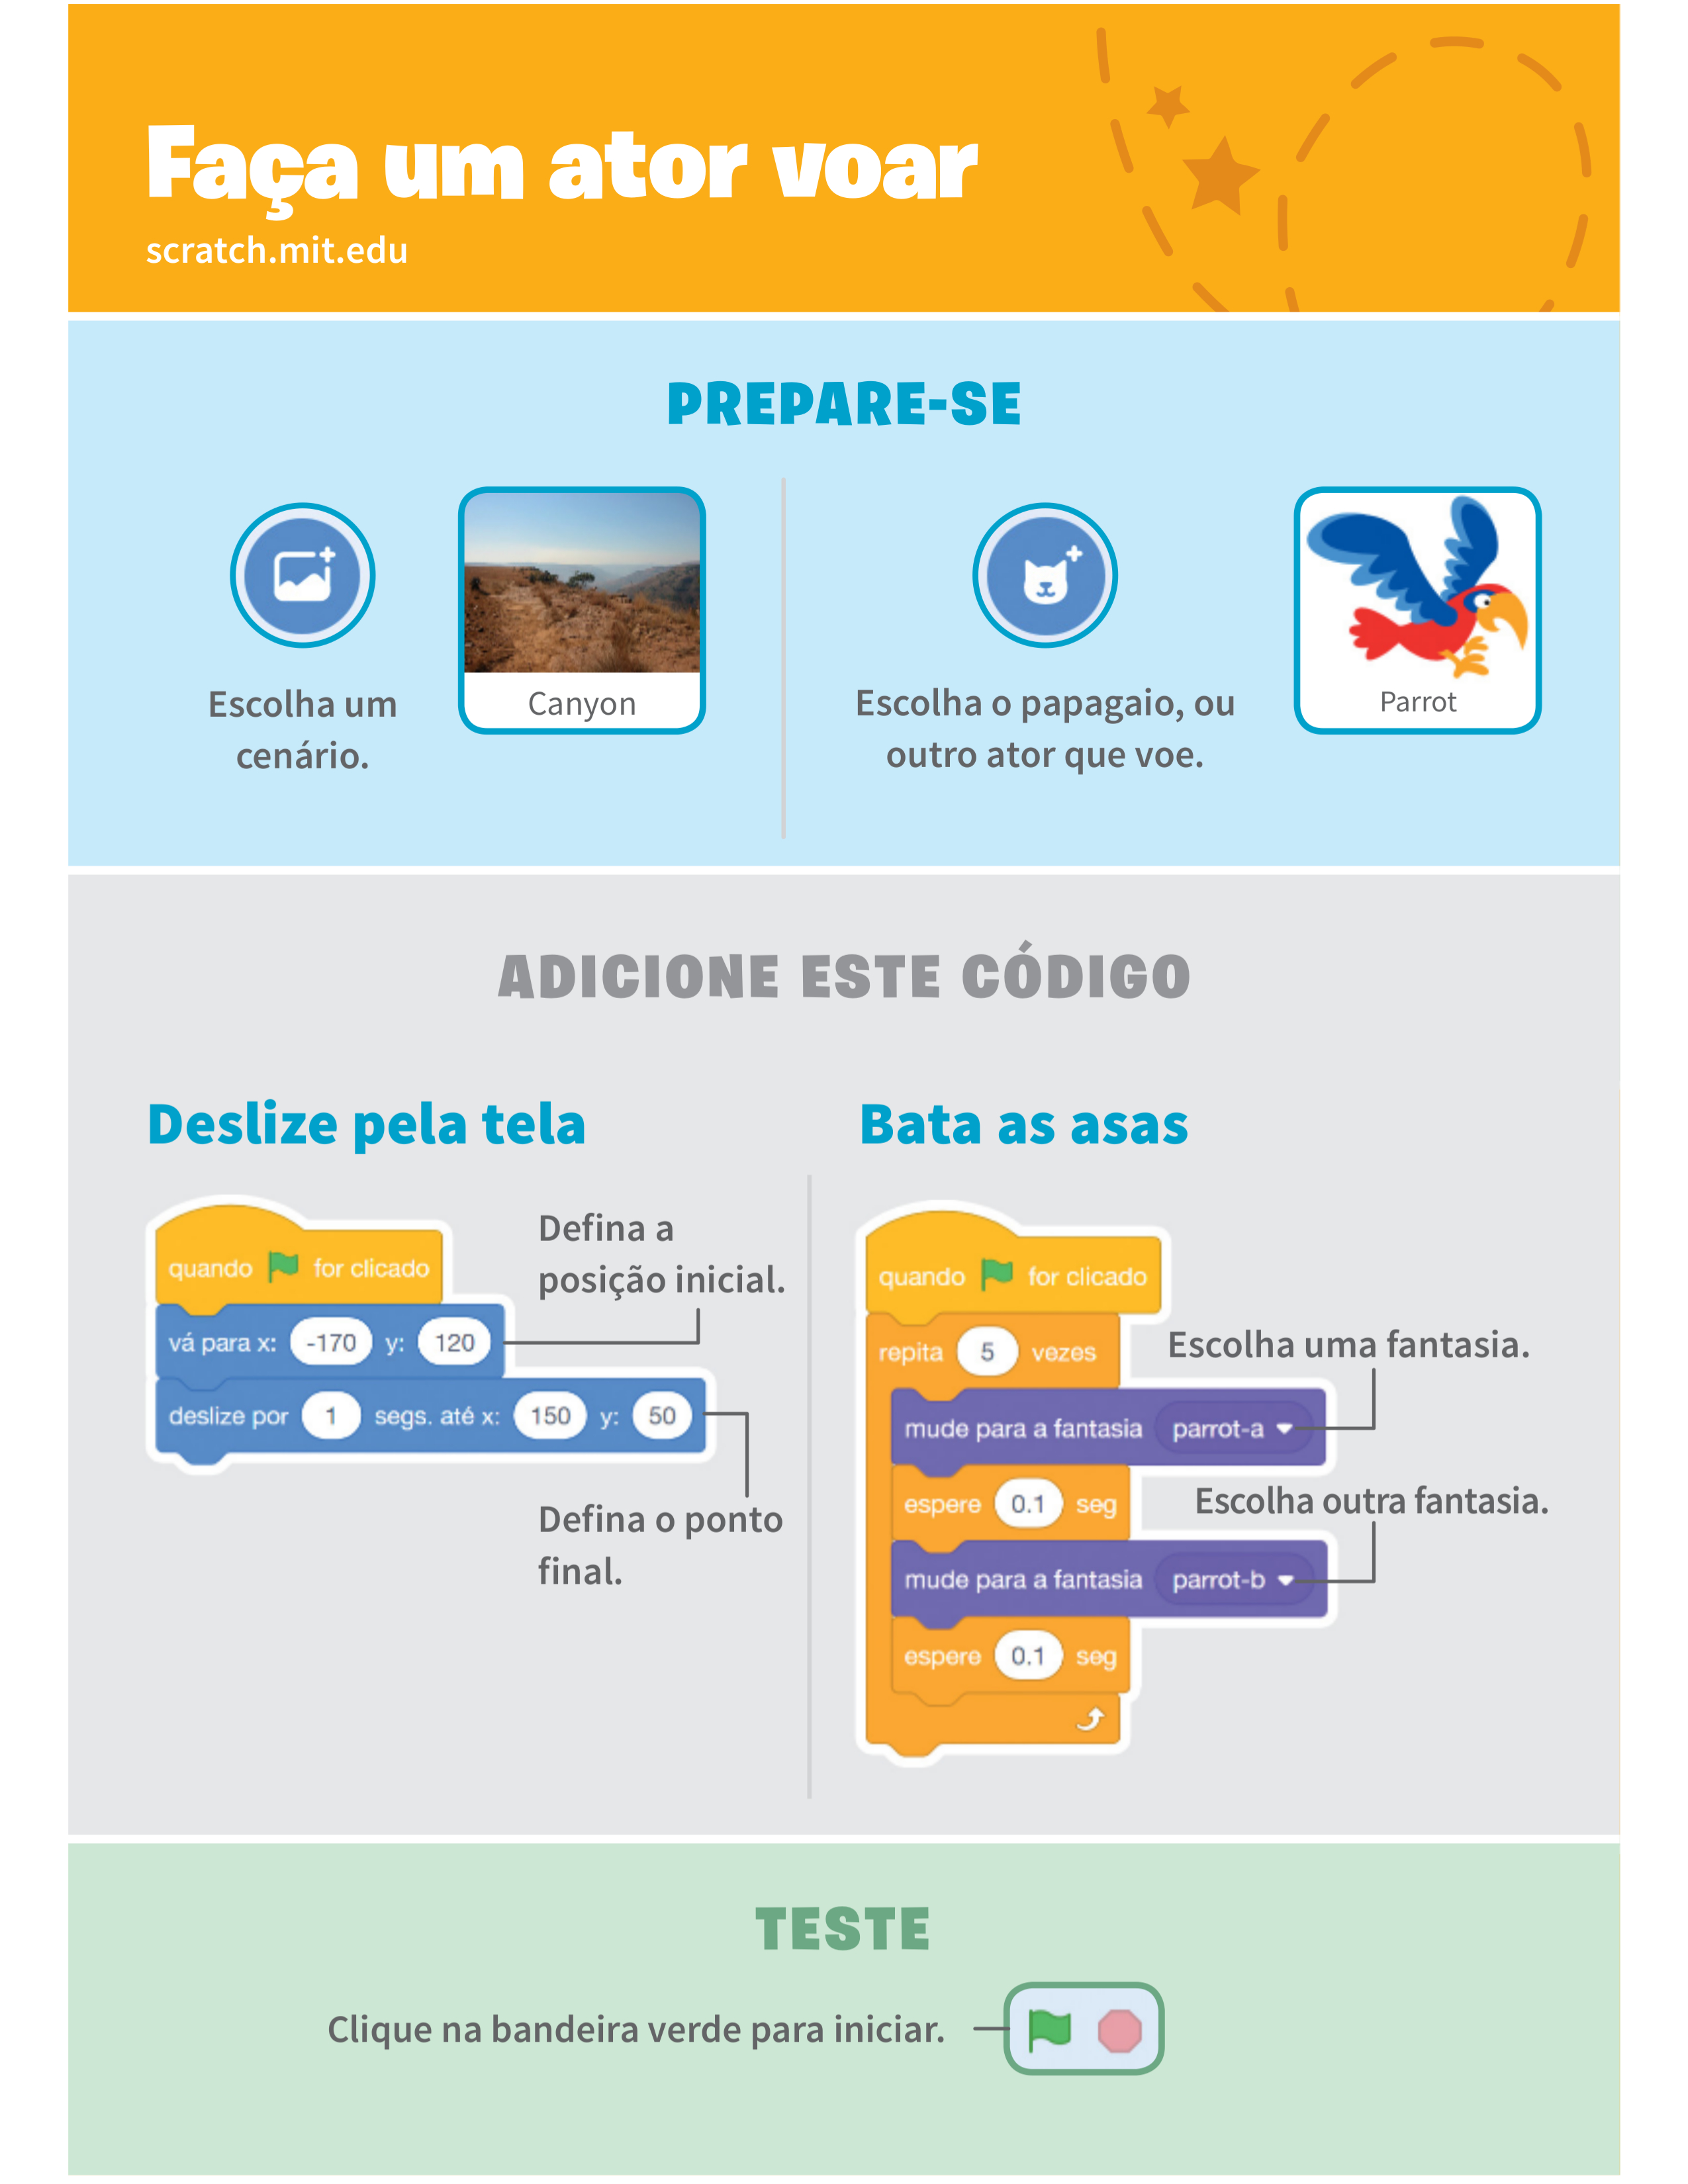 Faça um ator voar
scratch.mit.edu
PREPARE-SE
Escolha um
cenário.
Canyon
Escolha o papagaio, ou
outro ator que voe.
Parrot
ADICIONE ESTE CÓDIGO
Deslize pela tela
quando for clicado
vá para x: -170 y: 120
deslize por 1 segs. até x: 150 y: 50
Defina a
posição inicial.
Defina o ponto
final.
Bata as asas
quando for clicado
repita 5 vezes
mude para a fantasia parrot-a
espere 0.1 seg
mude para a fantasia parrot-b
espere 0.1 seg
Escolha uma fantasia.
Escolha outra fantasia.
TESTE
Clique na bandeira verde para iniciar.